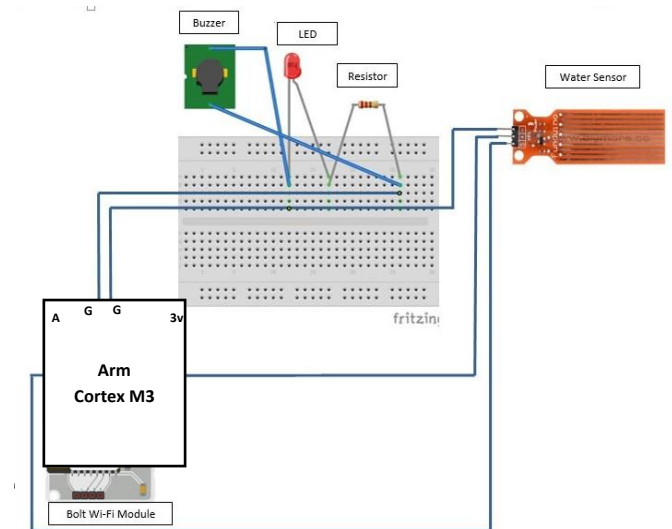 Buzzer
LED
Resistor
Water Sensor
fritzing
A
G
G
3v
Arm
Cortex M3
Bolt Wi-Fi Module